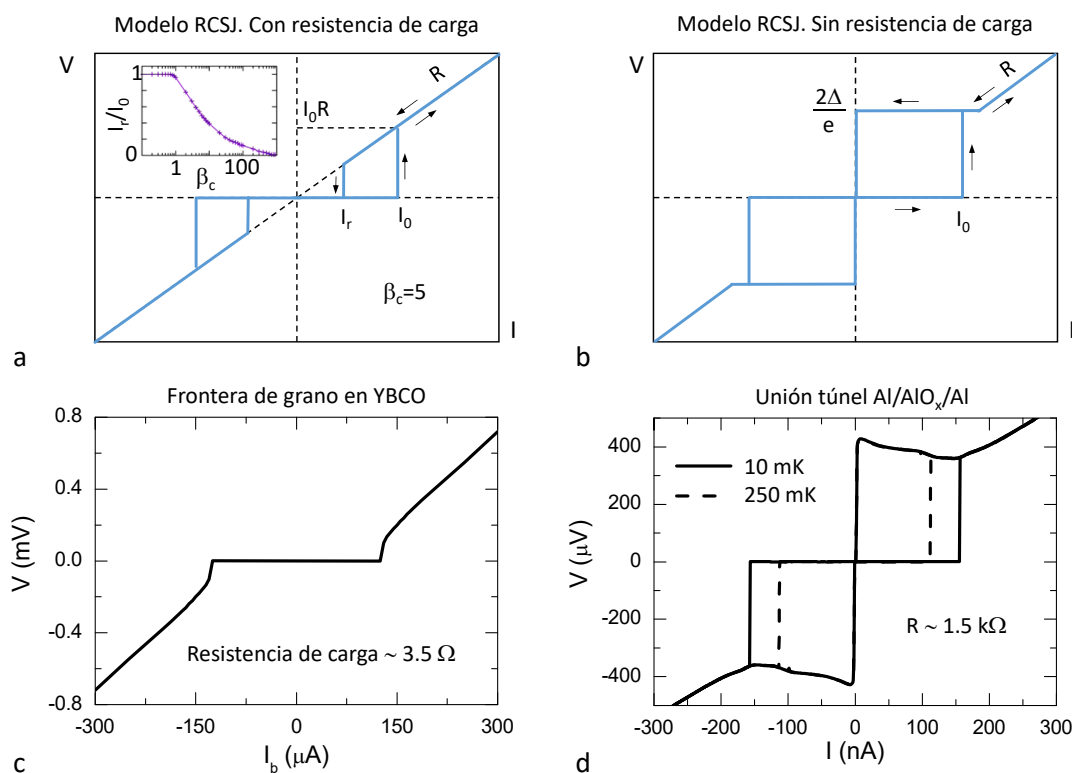 Modelo RCSJ. Con resistencia de carga
V
1
I_r/I_0
0
1
100
β_c
I_0R
R
I_r
I_0
β_c=5
I
a
Modelo RCSJ. Sin resistencia de carga
V
2Δ
e
R
I_0
I
b
Frontera de grano en YBCO
0.8
0.4
0.0
-0.4
-0.8
V (mV)
Resistencia de carga ~ 3.5 Ω
-300
-150
0
150
300
I_b (μA)
c
Unión túnel Al/AlO_x/Al
400
200
0
-200
-400
V (μV)
10 mK
250 mK
R ~ 1.5 kΩ
-300
-200
-100
0
100
200
300
I (nA)
d